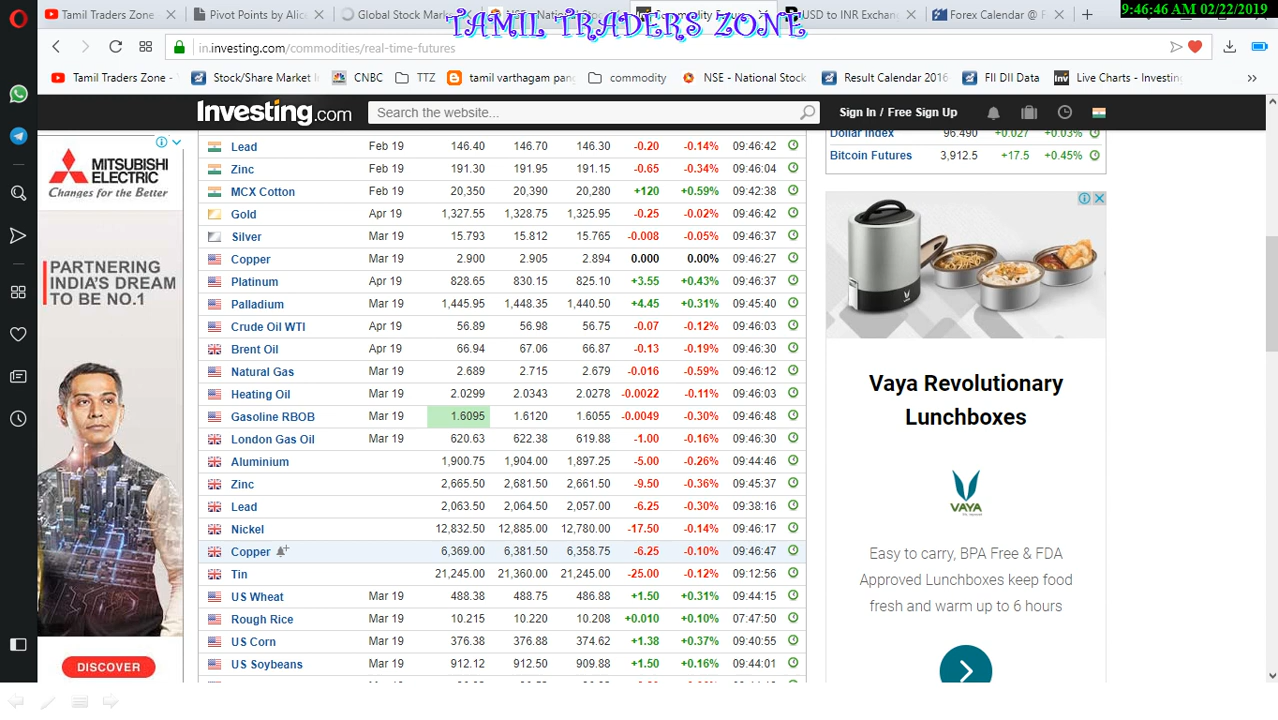 Tamil Traders Zone
Pivot Points by Alic
Global Stock Mark
USD to INR Exchan
Forex Calendar @ F
9:46:46 AM 02/22/2019
TAMIL TRADERS ZONE
in.investing.com/commodities/real-time-futures
Tamil Traders Zone -
Stock/Share Market I
CNBC
TTZ
tamil varthagam pang
commodity
NSE - National Stock
Result Calendar 2016
FII DII Data
Live Charts - Investing
Investing.com
Search the website...
Sign In / Free Sign Up
MITSUBISHI
ELECTRIC
Changes for the Better
PARTNERING
INDIA'S DREAM
TO BE NO.1
DISCOVER
Lead Feb 19 146.40 146.70 146.30 -0.20 -0.14% 09:46:42
Zinc Feb 19 191.30 191.95 191.15 -0.65 -0.34% 09:46:04
MCX Cotton Feb 19 20,350 20,390 20,280 +120 +0.59% 09:42:38
Gold Apr 19 1,327.55 1,328.75 1,325.95 -0.25 -0.02% 09:46:42
Silver Mar 19 15.793 15.812 15.765 -0.008 -0.05% 09:46:37
Copper Mar 19 2.900 2.905 2.894 0.000 0.00% 09:46:27
Platinum Apr 19 828.65 830.15 825.10 +3.55 +0.43% 09:46:37
Palladium Mar 19 1,445.95 1,448.35 1,440.50 +4.45 +0.31% 09:45:40
Crude Oil WTI Apr 19 56.89 56.98 56.75 -0.07 -0.12% 09:46:03
Brent Oil Apr 19 66.94 67.06 66.87 -0.13 -0.19% 09:46:30
Natural Gas Mar 19 2.689 2.715 2.679 -0.016 -0.59% 09:46:12
Heating Oil Mar 19 2.0299 2.0343 2.0278 -0.0022 -0.11% 09:46:03
Gasoline RBOB Mar 19 1.6095 1.6120 1.6055 -0.0049 -0.30% 09:46:48
London Gas Oil Mar 19 620.63 622.38 619.88 -1.00 -0.16% 09:46:30
Aluminium 1,900.75 1,904.00 1,897.25 -5.00 -0.26% 09:44:46
Zinc 2,665.50 2,681.50 2,661.50 -9.50 -0.36% 09:45:37
Lead 2,063.50 2,064.50 2,057.00 -6.25 -0.30% 09:38:16
Nickel 12,832.50 12,885.00 12,780.00 -17.50 -0.14% 09:46:17
Copper 6,369.00 6,381.50 6,358.75 -6.25 -0.10% 09:46:47
Tin 21,245.00 21,360.00 21,245.00 -25.00 -0.12% 09:12:56
US Wheat Mar 19 488.38 488.75 486.88 +1.50 +0.31% 09:44:15
Rough Rice Mar 19 10.215 10.220 10.208 +0.010 +0.10% 07:47:50
US Corn Mar 19 376.38 376.88 374.62 +1.38 +0.37% 09:40:55
US Soybeans Mar 19 912.12 912.50 909.88 +1.50 +0.16% 09:44:01
Dollar Index 96.490 +0.027 +0.03%
Bitcoin Futures 3,912.5 +17.5 +0.45%
Vaya Revolutionary
Lunchboxes
VAYA
Easy to carry, BPA Free & FDA
Approved Lunchboxes keep food
fresh and warm up to 6 hours